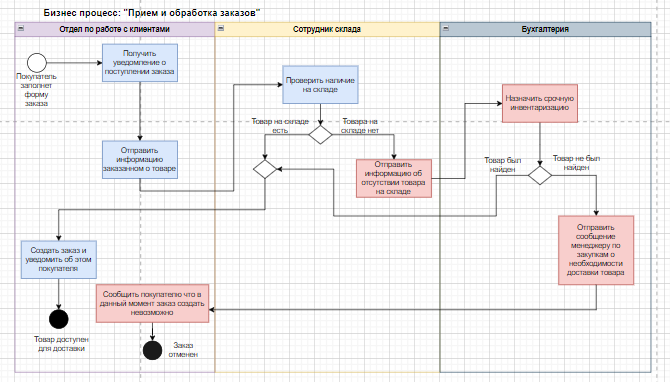 Бизнес процесс: "Прием и обработка заказов"
Отдел по работе с клиентами
Сотрудник склада
Бухгалтерия
Покупатель
заполнет
форму
заказа
Получить
уведомление о
поступлении заказа
Отправить
информацию
заказанном о товаре
Проверить наличие
на складе
Товар на складе
есть
Товара на
складе нет
Отправить
информацию об
отсутствии товара
на складе
Назначить срочную
инвентаризацию
Товар был
найден
Товар не был
найден
Отправить
сообщение
менеджеру по
закупкам о
необходимости
доставки товара
Создать заказ и
уведомить об этом
покупателя
Товар доступен
для доставки
Сообщить покупателю что в
данный момент заказ создать
невозможно
Заказ
отменен